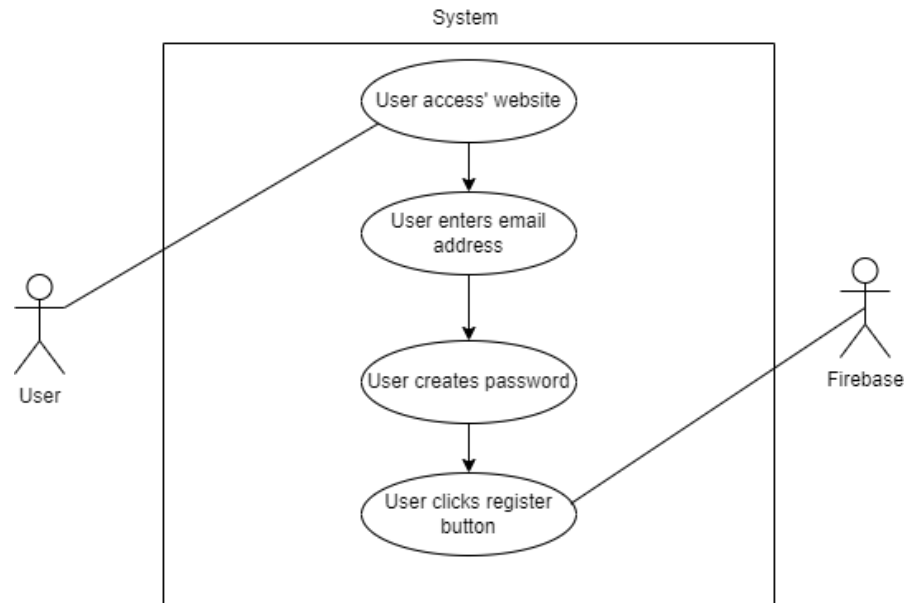 System
User access' website
User enters email
address
User
User creates password
Firebase
User clicks register
button